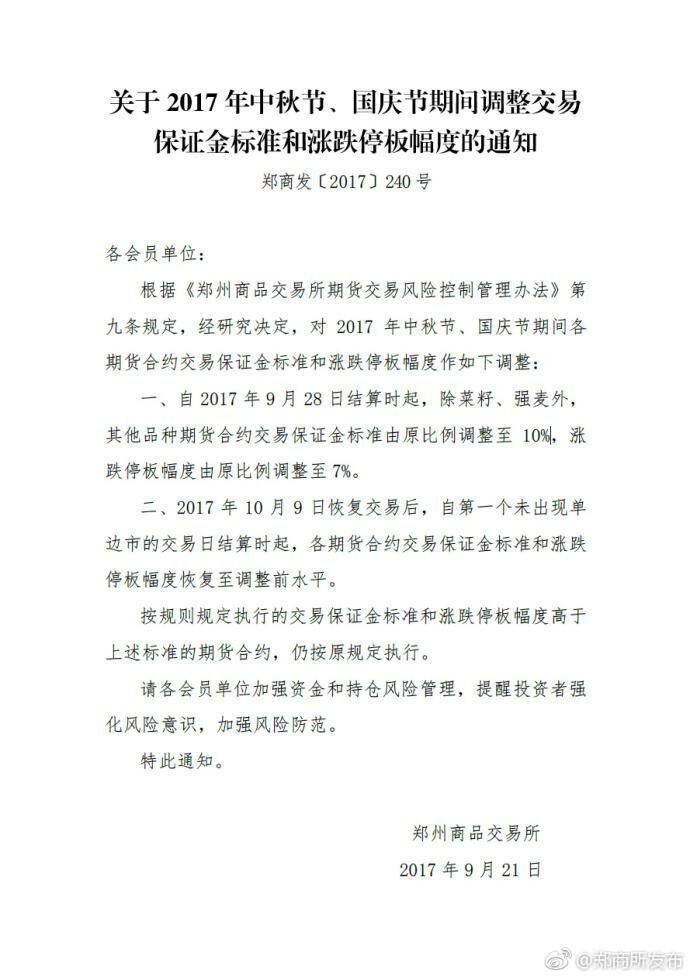 关于 2017 年中秋节、国庆节期间调整交易
保证金标准和涨跌停板幅度的通知
郑商发〔2017〕240 号
各会员单位：
根据《郑州商品交易所期货交易风险控制管理办法》第
九条规定，经研究决定，对 2017 年中秋节、国庆节期间各
期货合约交易保证金标准和涨跌停板幅度作如下调整：
一、自 2017 年 9 月 28 日结算时起，除菜籽、强麦外，
其他品种期货合约交易保证金标准由原比例调整至 10%，涨
跌停板幅度由原比例调整至 7%。
二、2017 年 10 月 9 日恢复交易后，自第一个未出现单
边市的交易日结算时起，各期货合约交易保证金标准和涨跌
停板幅度恢复至调整前水平。
按规则规定执行的交易保证金标准和涨跌停板幅度高于
上述标准的期货合约，仍按原规定执行。
请各会员单位加强资金和持仓风险管理，提醒投资者强
化风险意识，加强风险防范。
特此通知。
郑州商品交易所
2017 年 9 月 21 日
@郑商所发布